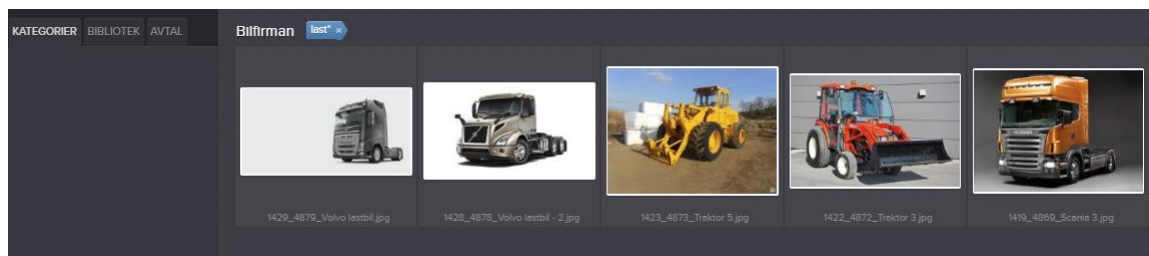 KATEGORIER BIBLIOTEK AVTAL
Bilfirman last* ×
1429_4879_Volvo lastbil.jpg 1428_4878_Volvo lastbil - 2.jpg 1423_4873_Traktor 5.jpg 1422_4872_Traktor 3.jpg 1419_4869_Scania 3.jpg
SCANIA